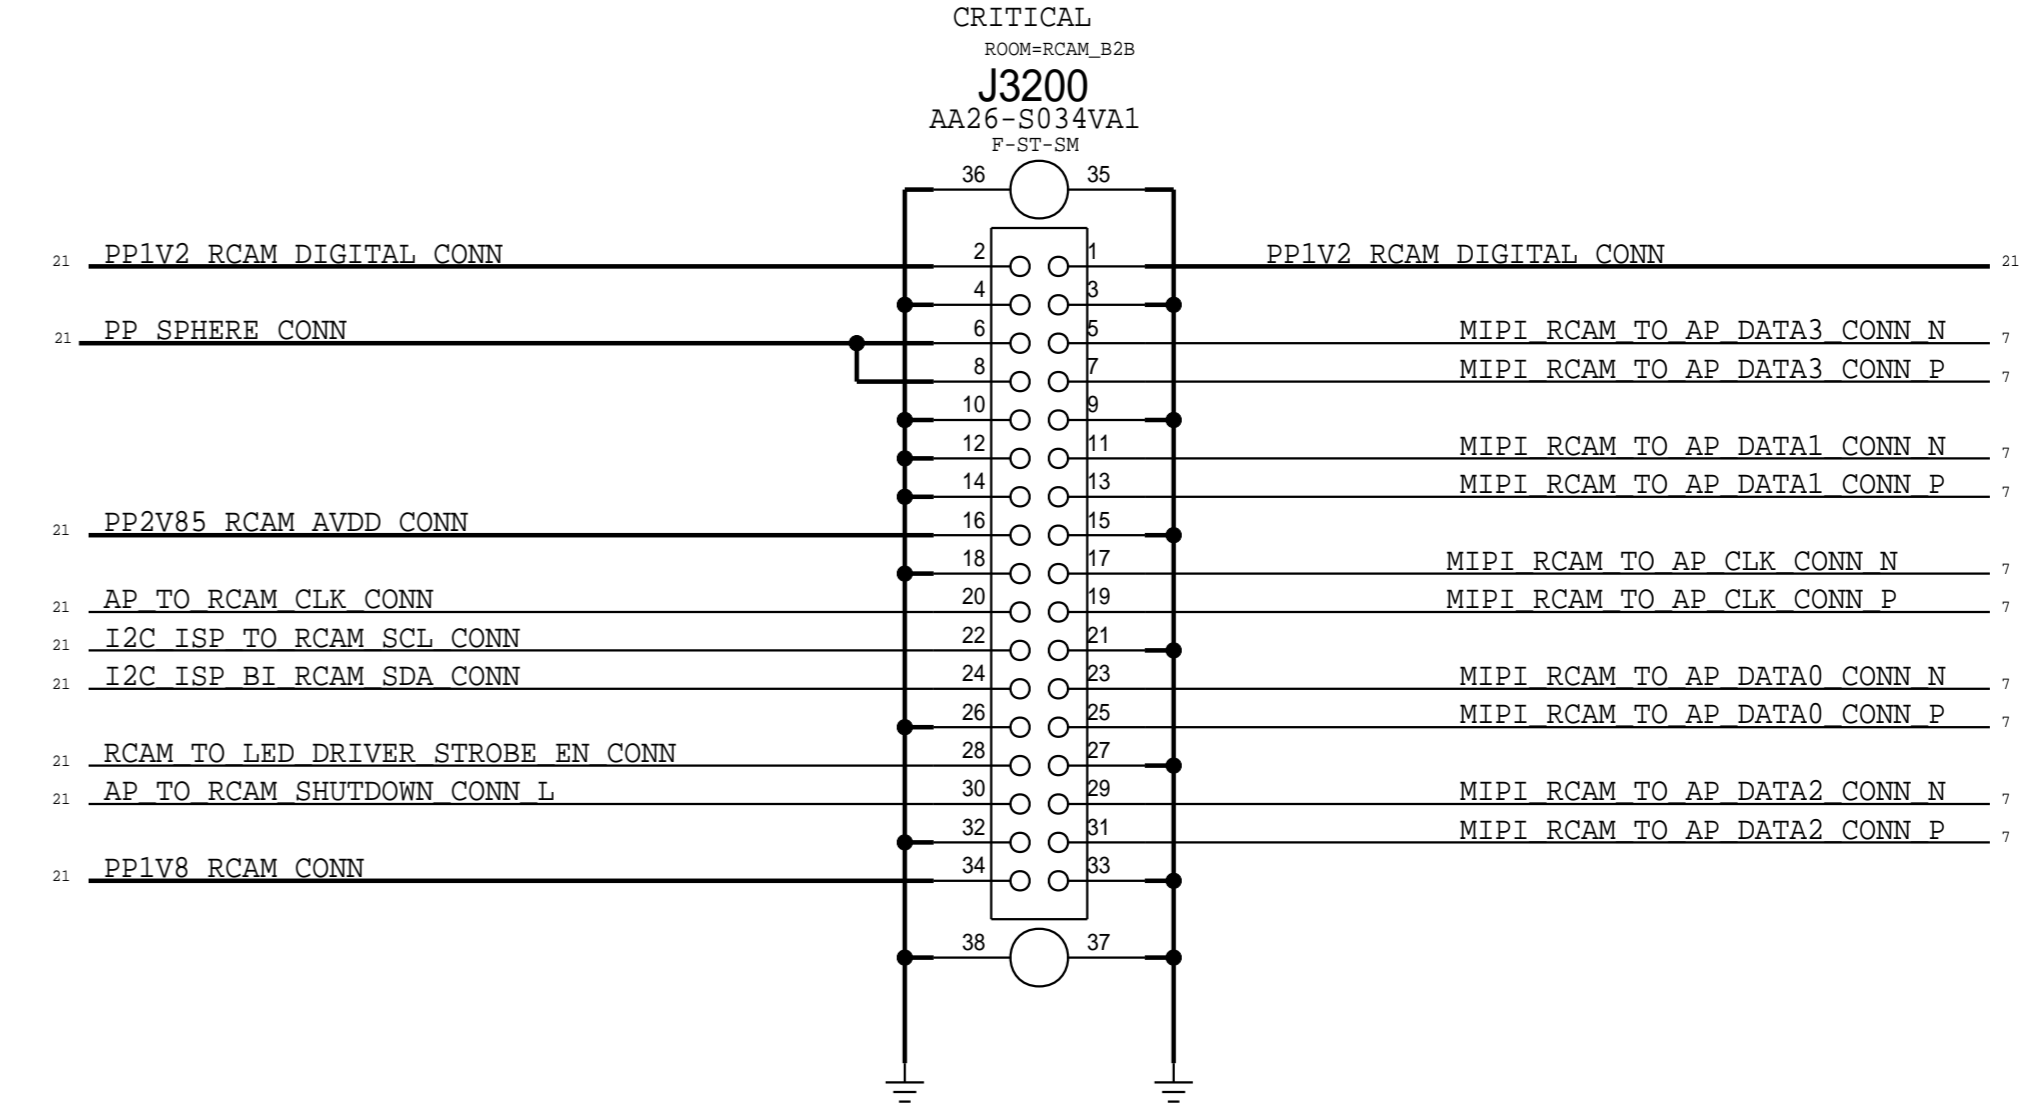 CRITICAL
ROOM=RCAM_B2B
J3200
AA26-S034VA1
F-ST-SM
36 35
21 PP1V2_RCAM_DIGITAL_CONN 2 1 PP1V2_RCAM_DIGITAL_CONN 21
4 3
21 PP_SPHERE_CONN 6 5 MIPI_RCAM_TO_AP_DATA3_CONN_N 7
8 7 MIPI_RCAM_TO_AP_DATA3_CONN_P 7
10 9
12 11 MIPI_RCAM_TO_AP_DATA1_CONN_N 7
14 13 MIPI_RCAM_TO_AP_DATA1_CONN_P 7
21 PP2V85_RCAM_AVDD_CONN 16 15
18 17 MIPI_RCAM_TO_AP_CLK_CONN_N 7
21 AP_TO_RCAM_CLK_CONN 20 19 MIPI_RCAM_TO_AP_CLK_CONN_P 7
21 I2C_ISP_TO_RCAM_SCL_CONN 22 21
21 I2C_ISP_BI_RCAM_SDA_CONN 24 23 MIPI_RCAM_TO_AP_DATA0_CONN_N 7
26 25 MIPI_RCAM_TO_AP_DATA0_CONN_P 7
21 RCAM_TO_LED_DRIVER_STROBE_EN_CONN 28 27
21 AP_TO_RCAM_SHUTDOWN_CONN_L 30 29 MIPI_RCAM_TO_AP_DATA2_CONN_N 7
32 31 MIPI_RCAM_TO_AP_DATA2_CONN_P 7
21 PP1V8_RCAM_CONN 34 33
38 37